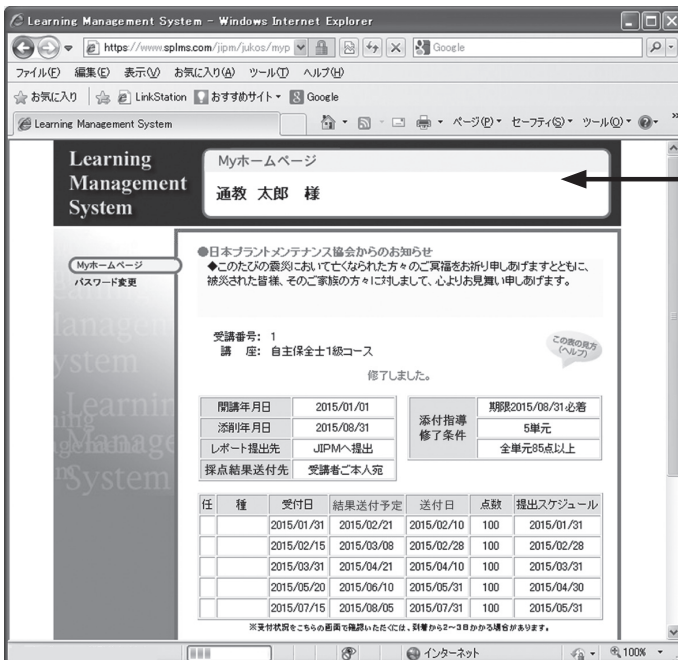 Learning Management System - Windows Internet Explorer
https://www.splms.com/jipm/jukos/myp
Google
ファイル(F) 編集(E) 表示(V) お気に入り(A) ツール(T) ヘルプ(H)
お気に入り LinkStation おすすめサイト Google
Learning Management System ページ(P) セーフティ(S) ツール(O) »
Learning
Management
System
Myホームページ
通教 太郎 様
Myホームページ
パスワード変更
●日本プラントメンテナンス協会からのお知らせ
◆このたびの震災において亡くなられた方々のご冥福をお祈り申しあげますとともに、
被災された皆様、そのご家族の方々に対しまして、心よりお見舞い申しあげます。
受講番号: 1
講 座: 自主保全士1級コース
この表の見方
(ヘルプ)
修了しました。
開講年月日 2015/01/01
添削年月日 2015/08/31
レポート提出先 JIPMへ提出
採点結果送付先 受講者ご本人宛
添付指導
修了条件
期限2015/08/31必着
5単元
全単元85点以上
任 種 受付日 結果送付予定 送付日 点数 提出スケジュール
2015/01/31 2015/02/21 2015/02/10 100 2015/01/31
2015/02/15 2015/03/08 2015/02/28 100 2015/02/28
2015/03/31 2015/04/21 2015/04/10 100 2015/03/31
2015/05/20 2015/06/10 2015/05/31 100 2015/04/30
2015/07/15 2015/08/05 2015/07/31 100 2015/05/31
※受付状況をこちらの画面で確認いただくには、到着から2~3日かかる場合があります。
インターネット 100%